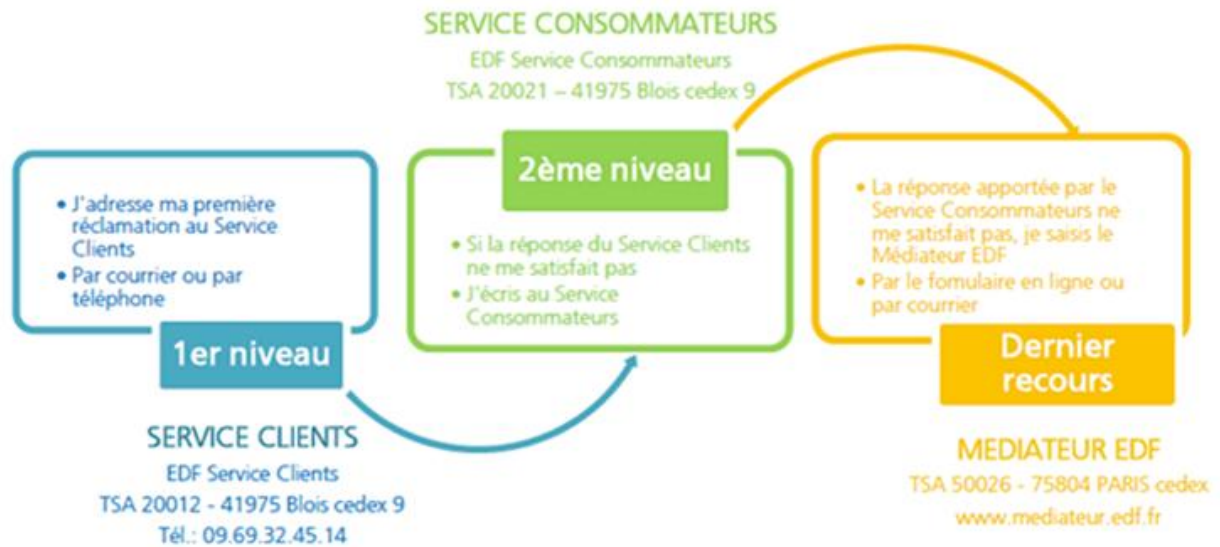 SERVICE CONSOMMATEURS
EDF Service Consommateurs
TSA 20021 – 41975 Blois cedex 9
• J'adresse ma première
réclamation au Service
Clients
• Par courrier ou par
téléphone
1er niveau
SERVICE CLIENTS
EDF Service Clients
TSA 20012 - 41975 Blois cedex 9
Tél.: 09.69.32.45.14
2ème niveau
• Si la réponse du Service Clients
ne me satisfait pas
• J'écris au Service
Consommateurs
• La réponse apportée par le
Service Consommateurs ne
me satisfait pas, je saisis le
Médiateur EDF
• Par le fomulaire en ligne ou
par courrier
Dernier
recours
MEDIATEUR EDF
TSA 50026 - 75804 PARIS cedex
www.mediateur.edf.fr